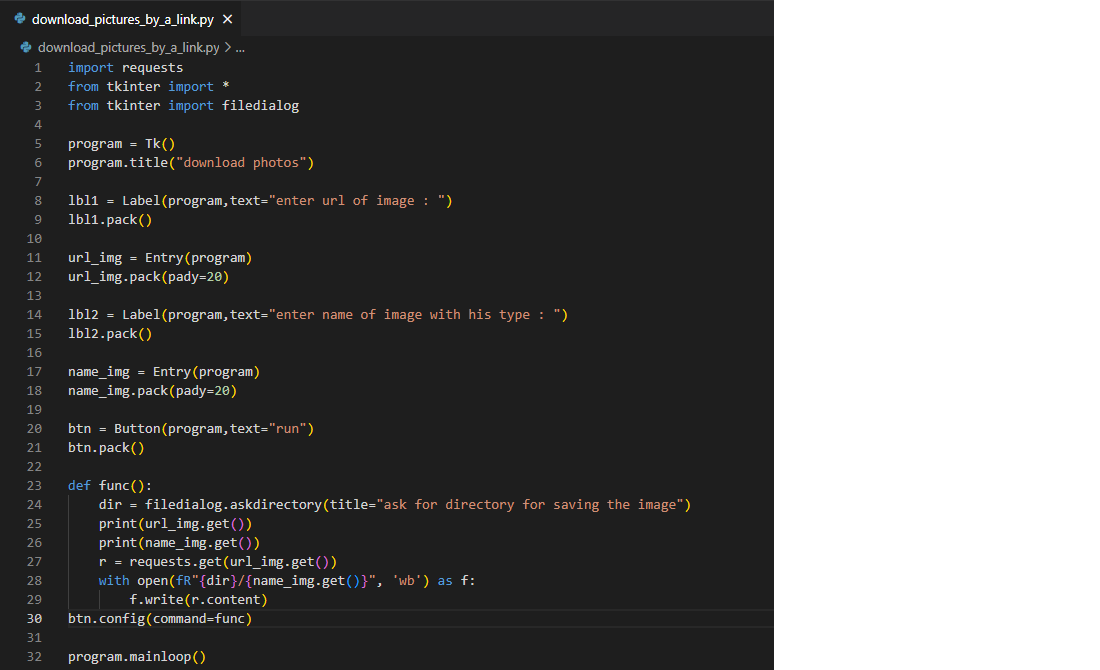 download_pictures_by_a_link.py ×
download_pictures_by_a_link.py > ...
1 import requests
2 from tkinter import *
3 from tkinter import filedialog
4
5 program = Tk()
6 program.title("download photos")
7
8 lbl1 = Label(program,text="enter url of image : ")
9 lbl1.pack()
10
11 url_img = Entry(program)
12 url_img.pack(pady=20)
13
14 lbl2 = Label(program,text="enter name of image with his type : ")
15 lbl2.pack()
16
17 name_img = Entry(program)
18 name_img.pack(pady=20)
19
20 btn = Button(program,text="run")
21 btn.pack()
22
23 def func():
24     dir = filedialog.askdirectory(title="ask for directory for saving the image")
25     print(url_img.get())
26     print(name_img.get())
27     r = requests.get(url_img.get())
28     with open(fR"{dir}/{name_img.get()}", 'wb') as f:
29         f.write(r.content)
30 btn.config(command=func)
31
32 program.mainloop()